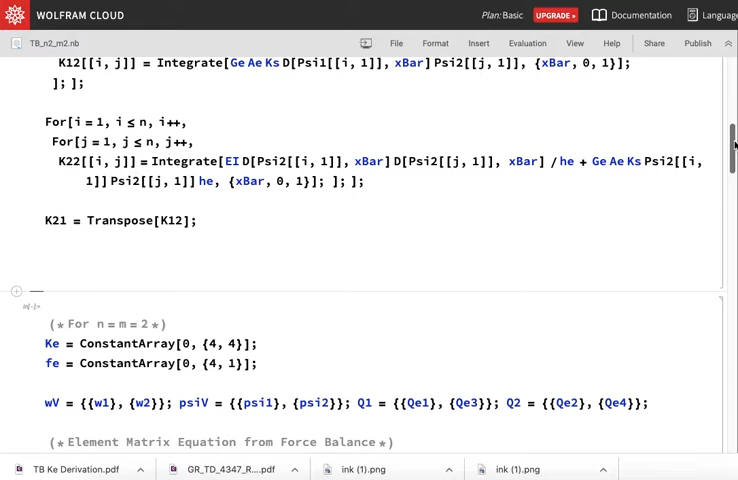 WOLFRAM CLOUD
Plan: Basic
UPGRADE »
Documentation
Language
TB_n2_m2.nb
File
Format
Insert
Evaluation
View
Help
Share
Publish
K12[[i, j]] = Integrate[Ge Ae Ks D[Psi1[[i, 1]], xBar] Psi2[[j, 1]], {xBar, 0, 1}];
]; ];
For[i = 1, i ≤ n, i++,
For[j = 1, j ≤ n, j++,
K22[[i, j]] = Integrate[EI D[Psi2[[i, 1]], xBar] D[Psi2[[j, 1]], xBar] / he + Ge Ae Ks Psi2[[i,
1]] Psi2[[j, 1]] he, {xBar, 0, 1}]; ]; ];
K21 = Transpose[K12];
In[-]:=
(*For n=m=2*)
Ke = ConstantArray[0, {4, 4}];
fe = ConstantArray[0, {4, 1}];
wV = {{w1}, {w2}}; psiV = {{psi1}, {psi2}}; Q1 = {{Qe1}, {Qe3}}; Q2 = {{Qe2}, {Qe4}};
(*Element Matrix Equation from Force Balance*)
TB Ke Derivation.pdf
GR_TD_4347_R....pdf
ink (1).png
ink (1).png